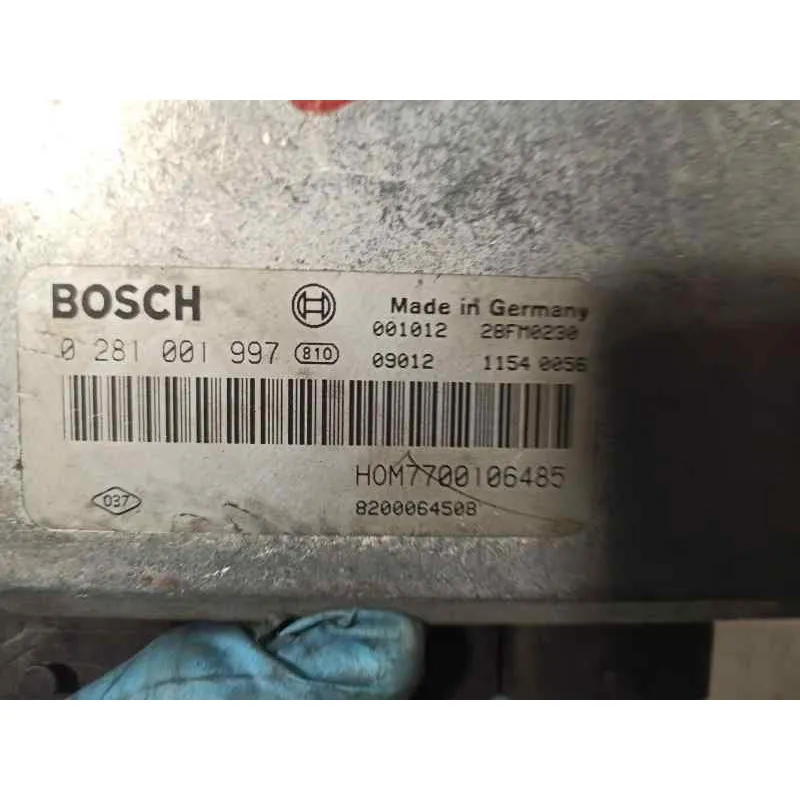 BOSCH
Made in Germany
001012 28FM0230
0 281 001 997 810
09012 1154 0056
HOM7700106485
037
8200064508